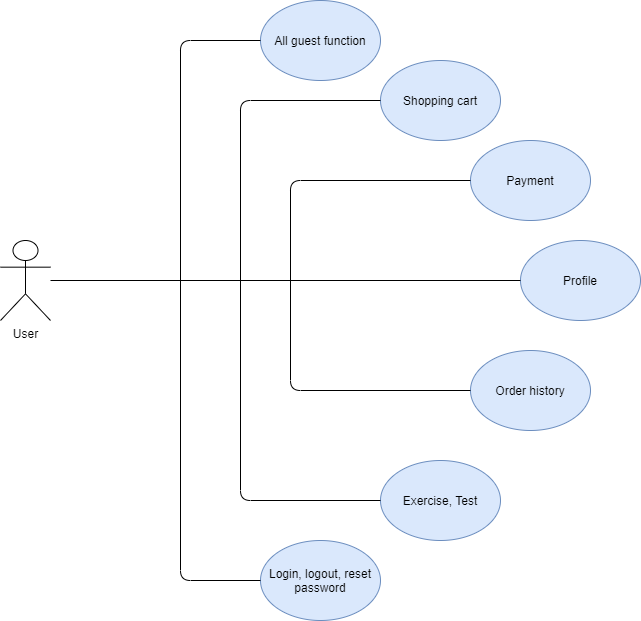 All guest function
Shopping cart
Payment
Profile
User
Order history
Exercise, Test
Login, logout, reset
password